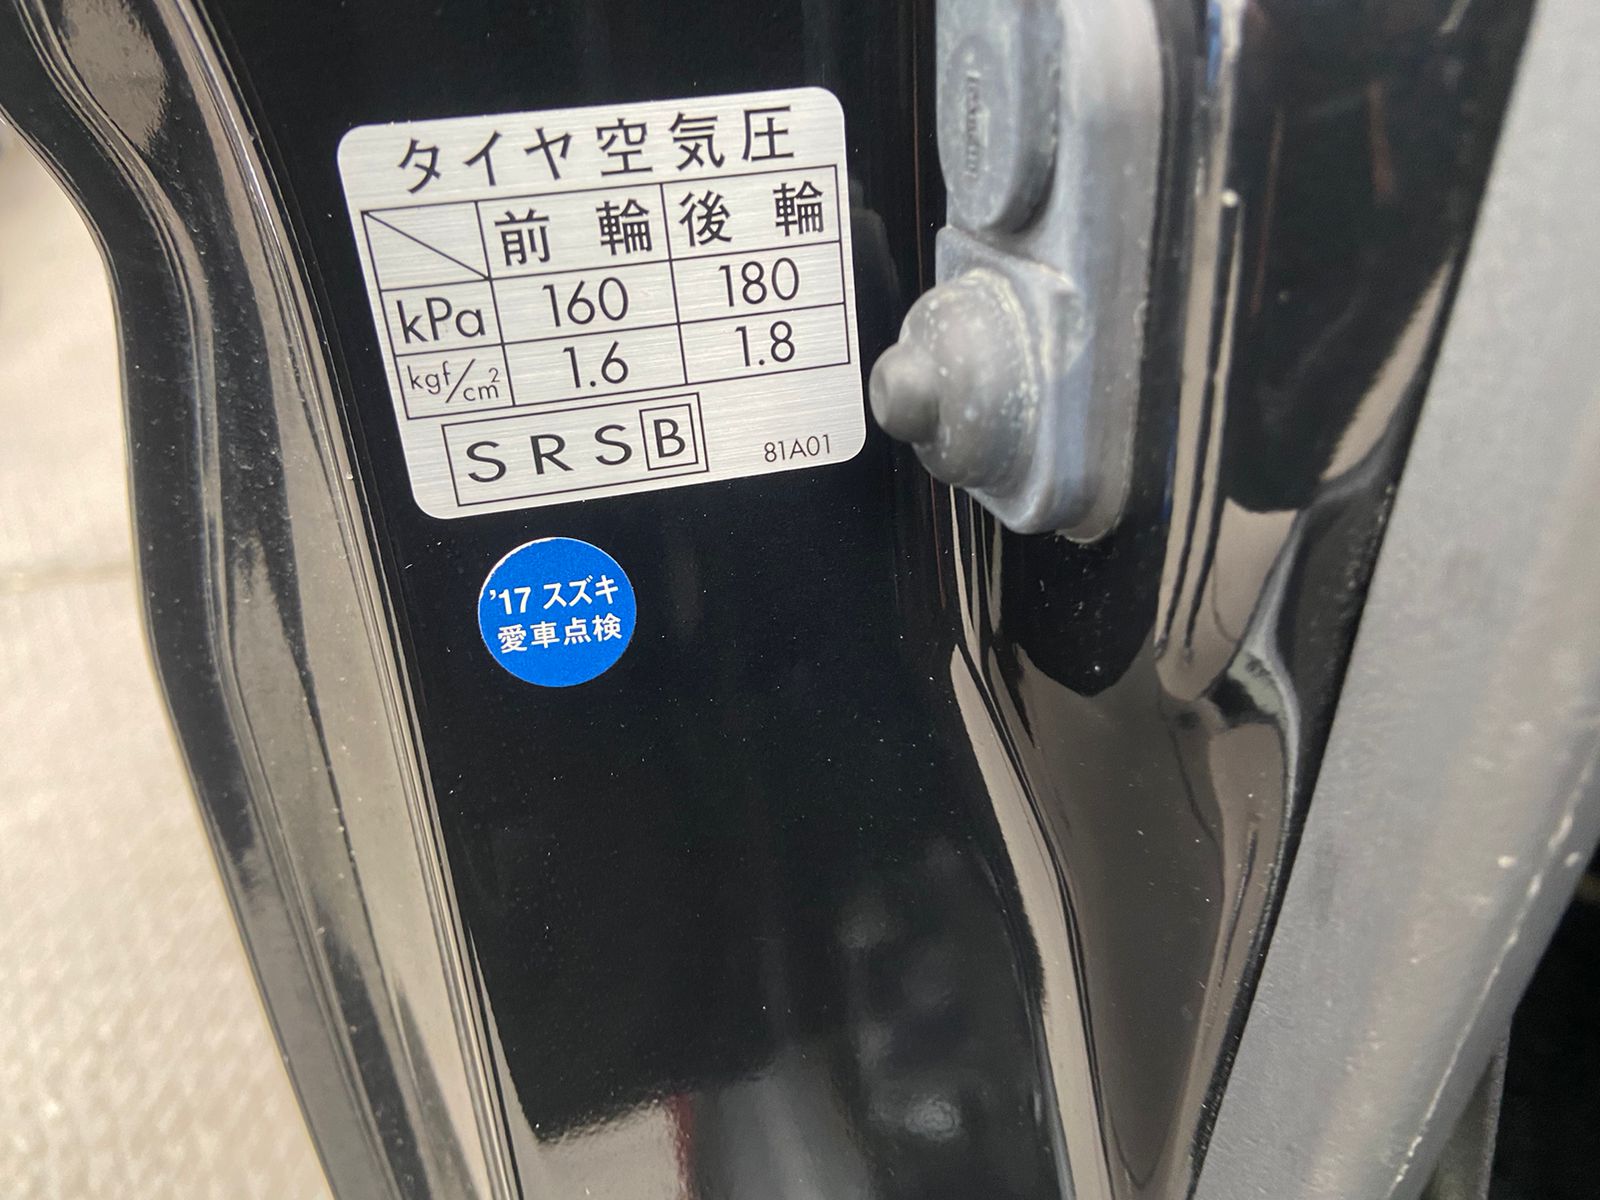 タイヤ空気圧
前輪 後輪
kPa 160 180
kgf/cm² 1.6 1.8
SRS B
81A01
'17 スズキ
愛車点検